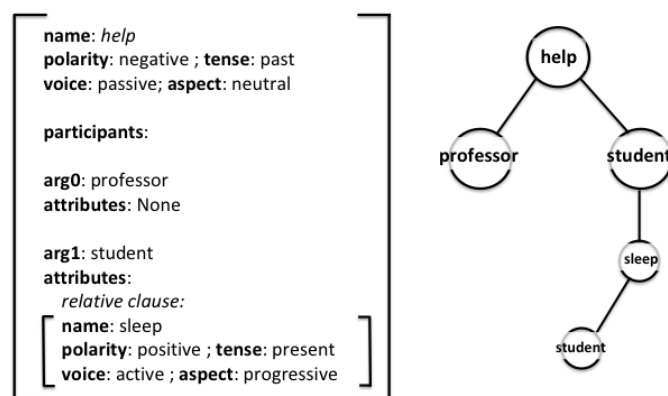 name: help
polarity: negative ; tense: past
voice: passive; aspect: neutral
participants:
arg0: professor
attributes: None
arg1: student
attributes:
relative clause:
name: sleep
polarity: positive ; tense: present
voice: active ; aspect: progressive
help
professor
student
sleep
student